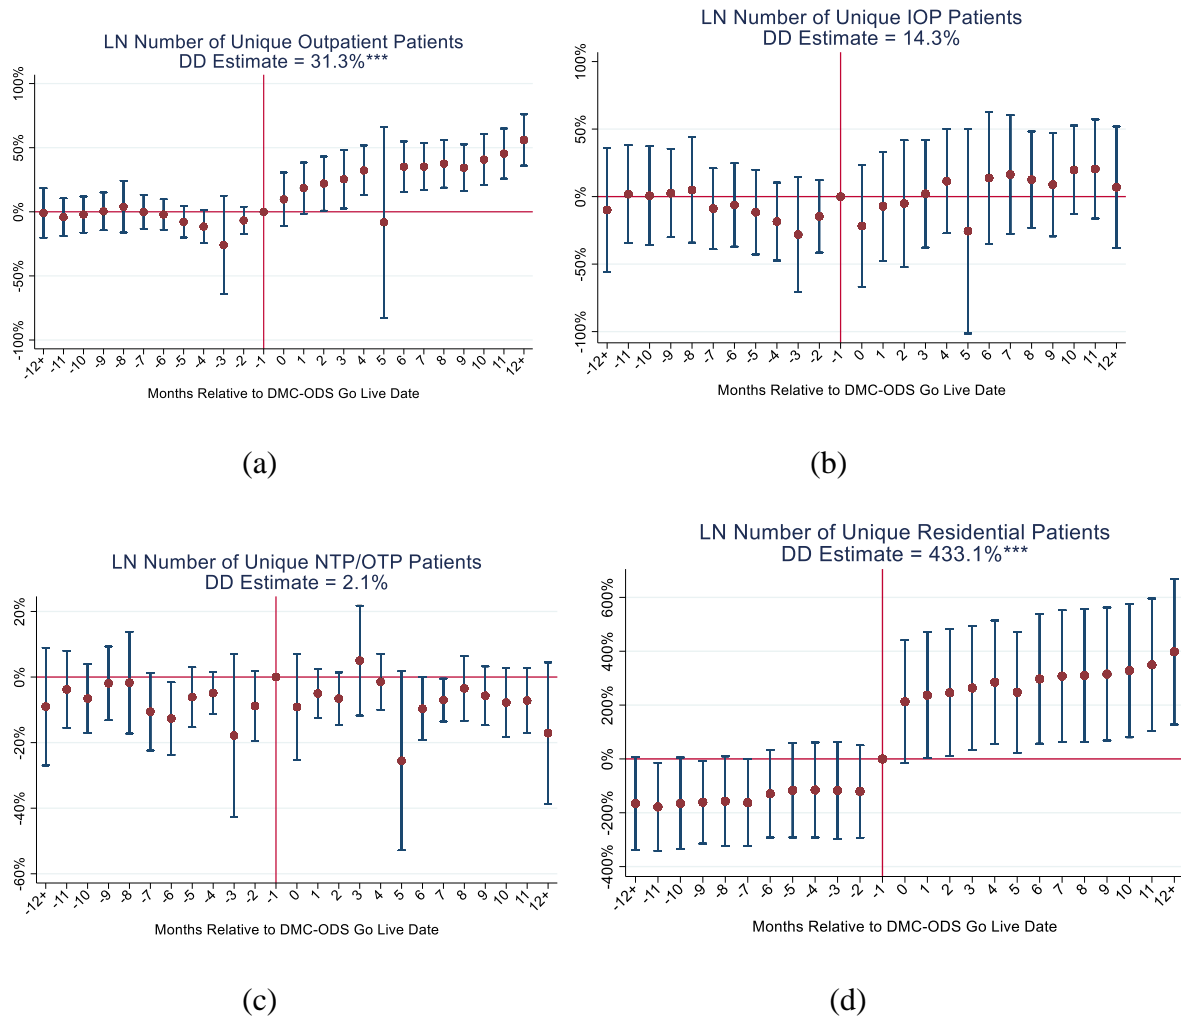 LN Number of Unique Outpatient Patients
DD Estimate = 31.3%***
100%
50%
0%
-50%
-100%
-12+ -11 -10 -9 -8 -7 -6 -5 -4 -3 -2 -1 0 1 2 3 4 5 6 7 8 9 10 11 12+
Months Relative to DMC-ODS Go Live Date
(a)
LN Number of Unique IOP Patients
DD Estimate = 14.3%
100%
50%
0%
-50%
-100%
-12+ -11 -10 -9 -8 -7 -6 -5 -4 -3 -2 -1 0 1 2 3 4 5 6 7 8 9 10 11 12+
Months Relative to DMC-ODS Go Live Date
(b)
LN Number of Unique NTP/OTP Patients
DD Estimate = 2.1%
20%
0%
-20%
-40%
-60%
-12+ -11 -10 -9 -8 -7 -6 -5 -4 -3 -2 -1 0 1 2 3 4 5 6 7 8 9 10 11 12+
Months Relative to DMC-ODS Go Live Date
(c)
LN Number of Unique Residential Patients
DD Estimate = 433.1%***
600%
400%
200%
0%
-200%
-400%
-12+ -11 -10 -9 -8 -7 -6 -5 -4 -3 -2 -1 0 1 2 3 4 5 6 7 8 9 10 11 12+
Months Relative to DMC-ODS Go Live Date
(d)